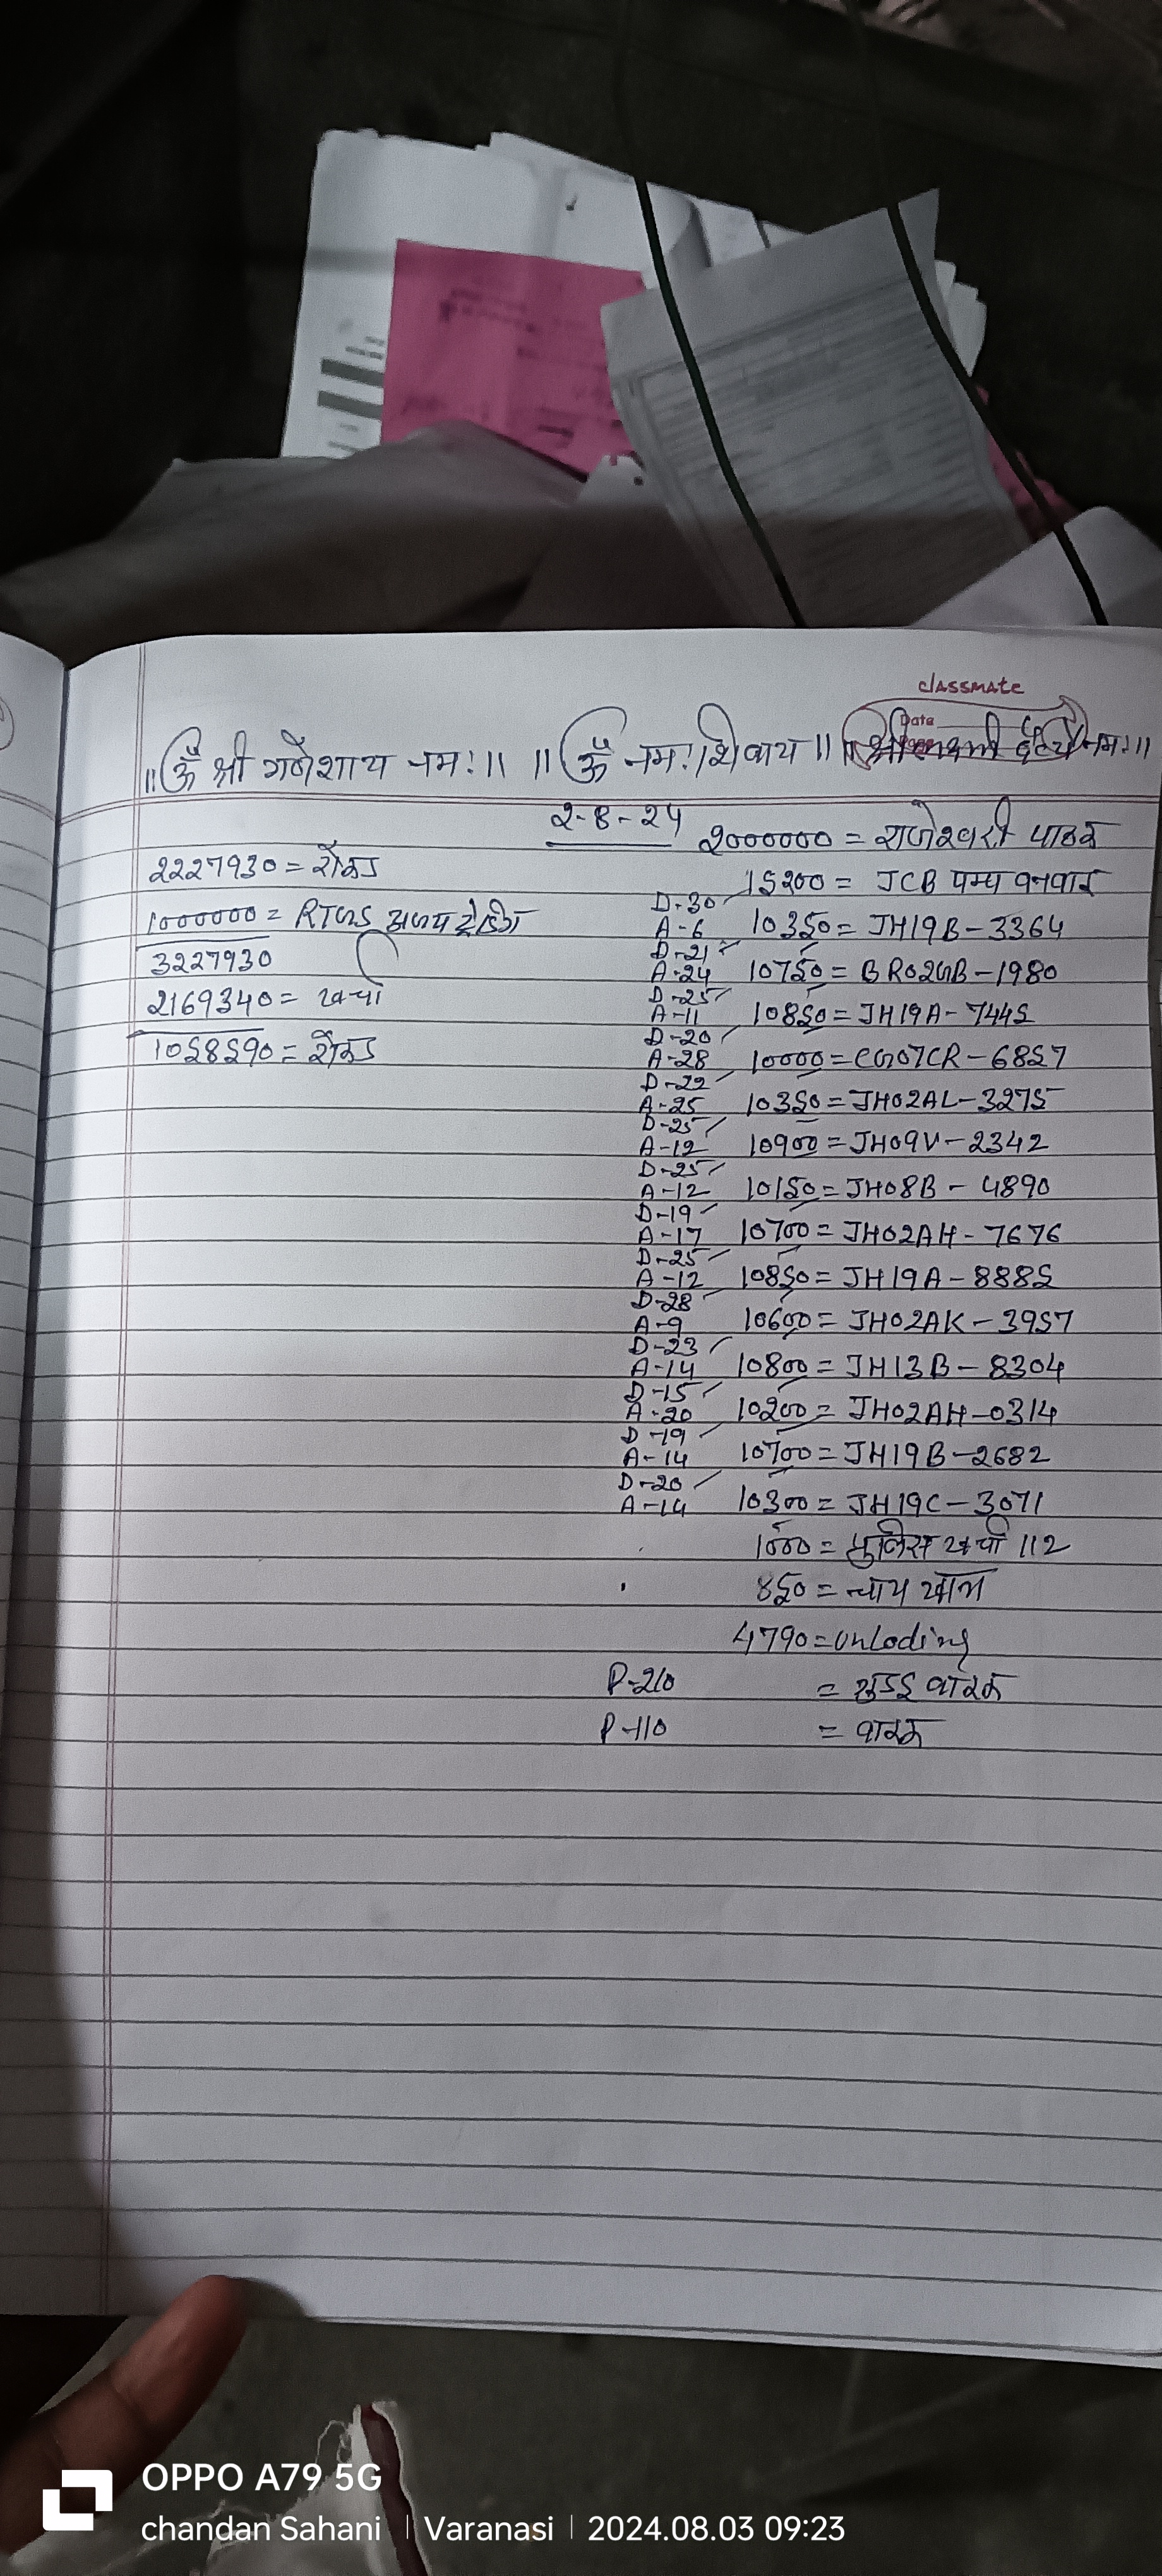 classmate
Date
Page
॥ ॐ श्री गणेशाय नमः ॥ ॥ ॐ नमः शिवाय ॥ ॥ श्री लक्ष्मी नमः ॥
2-8-24
2000000 = राजेश्वरी पाठक
2227930 = रोकड
15200 = JCB पम्प बनवाई
1000000 = RTGS अजय ट्रेडिंग
D-30
A-6 10350 = JH19B-3364
3227930
D-21
A-24 10750 = BR02GB-1980
2169340 = खर्चा
D-25
A-11 10850 = JH19A-7445
1058590 = रोकड
D-20
A-28 10000 = CG07CR-6857
D-22
A-25 10350 = JH02AL-3275
D-25
A-12 10900 = JH09V-2342
D-25
A-12 10150 = JH08B-4890
D-19
A-17 10700 = JH02AH-7676
D-25
A-12 10850 = JH19A-8885
D-28
A-9 10600 = JH02AK-3957
D-23
A-14 10800 = JH13B-8304
D-15
A-20 10200 = JH02AH-0314
D-19
A-14 10700 = JH19B-2682
D-20
A-14 10300 = JH19C-3071
1000 = पुलिस खर्चा 112
850 = चाय खान
4790 = unloding
P-210 =
P-110 =
OPPO A79 5G
chandan Sahani | Varanasi | 2024.08.03 09:23